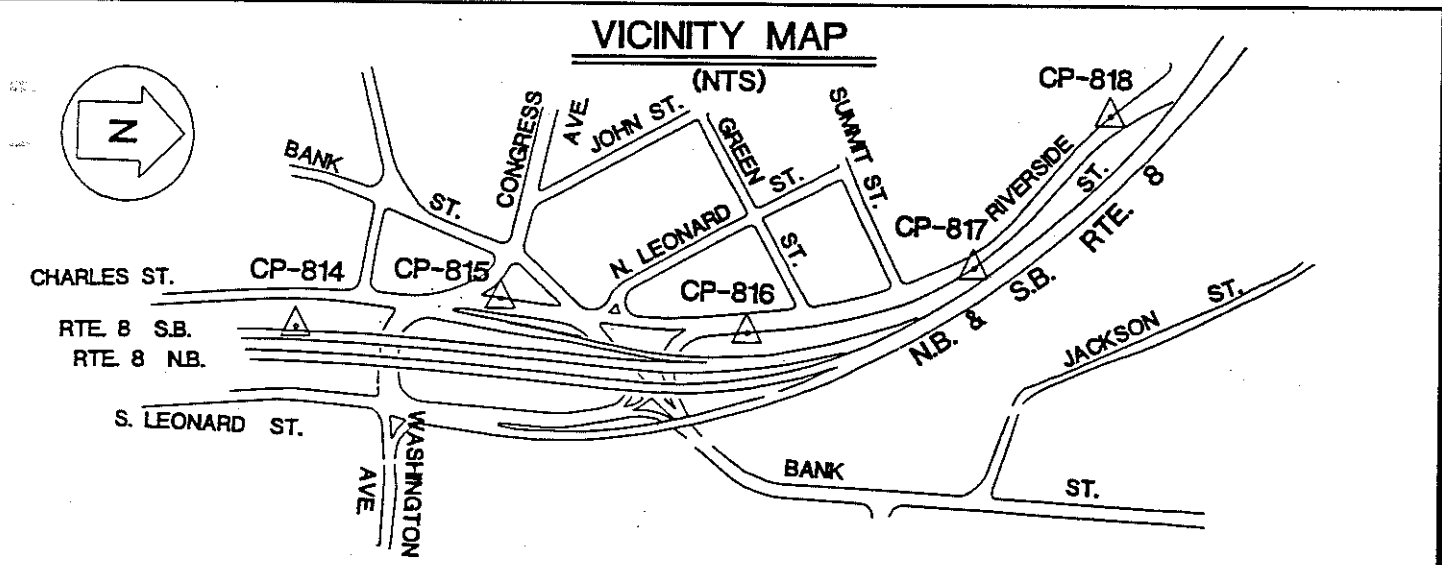 VICINITY MAP
(NTS)
N
BANK
ST.
CONGRESS
AVE.
JOHN ST.
GREEN
ST.
ST.
SUMMIT ST.
CP-818
RIVERSIDE
ST.
CP-817
N. LEONARD
CP-816
CP-815
CP-814
CHARLES ST.
RTE. 8 S.B.
RTE. 8 N.B.
S. LEONARD ST.
WASHINGTON
AVE
N.B. & S.B. RTE. 8
JACKSON ST.
BANK ST.